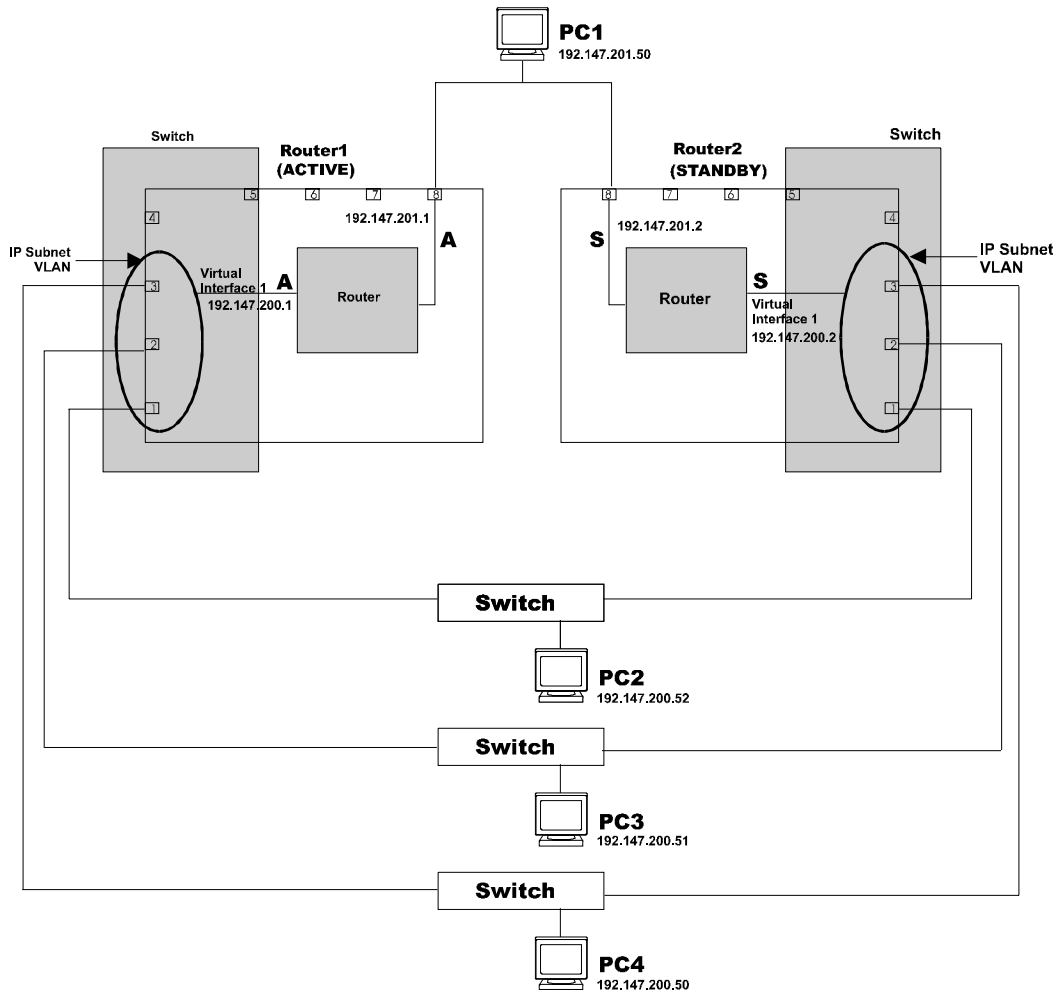 PC1
192.147.201.50
Switch
Switch
Router1
(ACTIVE)
Router2
(STANDBY)
5
6
7
8
8
7
6
5
4
4
192.147.201.1
192.147.201.2
A
S
IP Subnet
VLAN
IP Subnet
VLAN
3
Virtual
Interface 1
192.147.200.1
A
Router
Router
S
Virtual
Interface 1
192.147.200.2
3
2
2
1
1
Switch
PC2
192.147.200.52
Switch
PC3
192.147.200.51
Switch
PC4
192.147.200.50